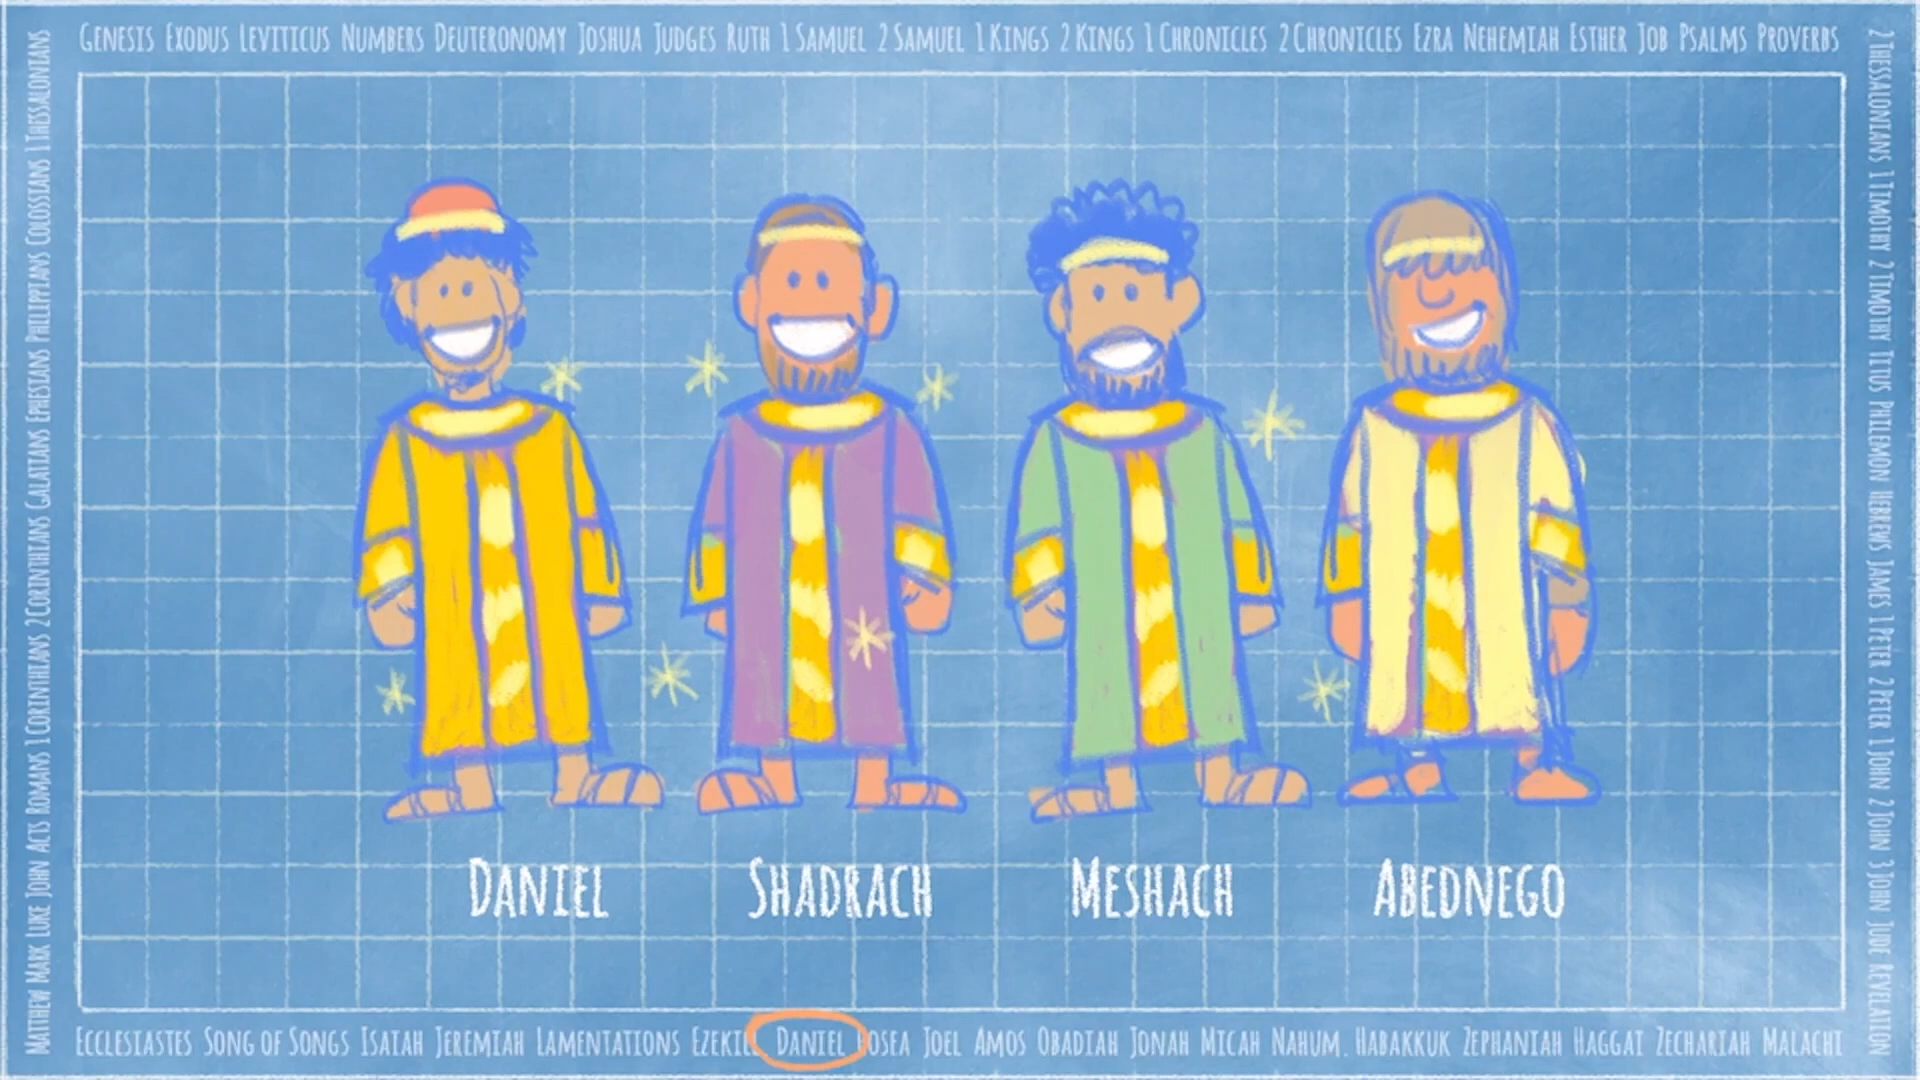 Genesis Exodus Leviticus Numbers Deuteronomy Joshua Judges Ruth 1 Samuel 2 Samuel 1 Kings 2 Kings 1 Chronicles 2 Chronicles Ezra Nehemiah Esther Job Psalms Proverbs
Daniel
Shadrach
Meshach
Abednego
Ecclesiastes Song of Songs Isaiah Jeremiah Lamentations Daniel Joel Amos Obadiah Jonah Micah Nahum. Habakkuk Zephaniah Haggai Zechariah Malachi
Matthew Mark Luke John Acts Romans 1 Corinthians 2 Corinthians Galatians Ephesians Philippians Colossians 1 Thessalonians
2 Thessalonians 1 Timothy 2 Timothy Titus Philemon Hebrews James 1 Peter 2 Peter 1 John 2 John 3 John Jude Revelation